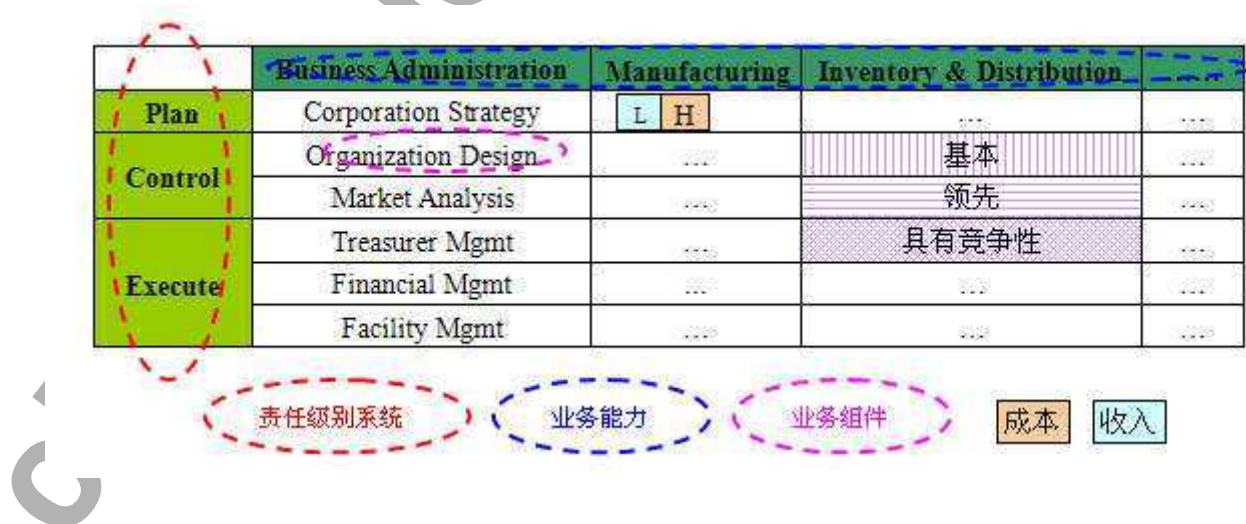 Business Administration Manufacturing Inventory & Distribution ......
Plan Corporation Strategy L H ... ...
Control Organization Design ... 基本 ...
Market Analysis ... 领先 ...
Execute Treasurer Mgmt ... 具有竞争性 ...
Financial Mgmt ... ... ...
Facility Mgmt ... ... ...
责任级别系统 业务能力 业务组件 成本 收入